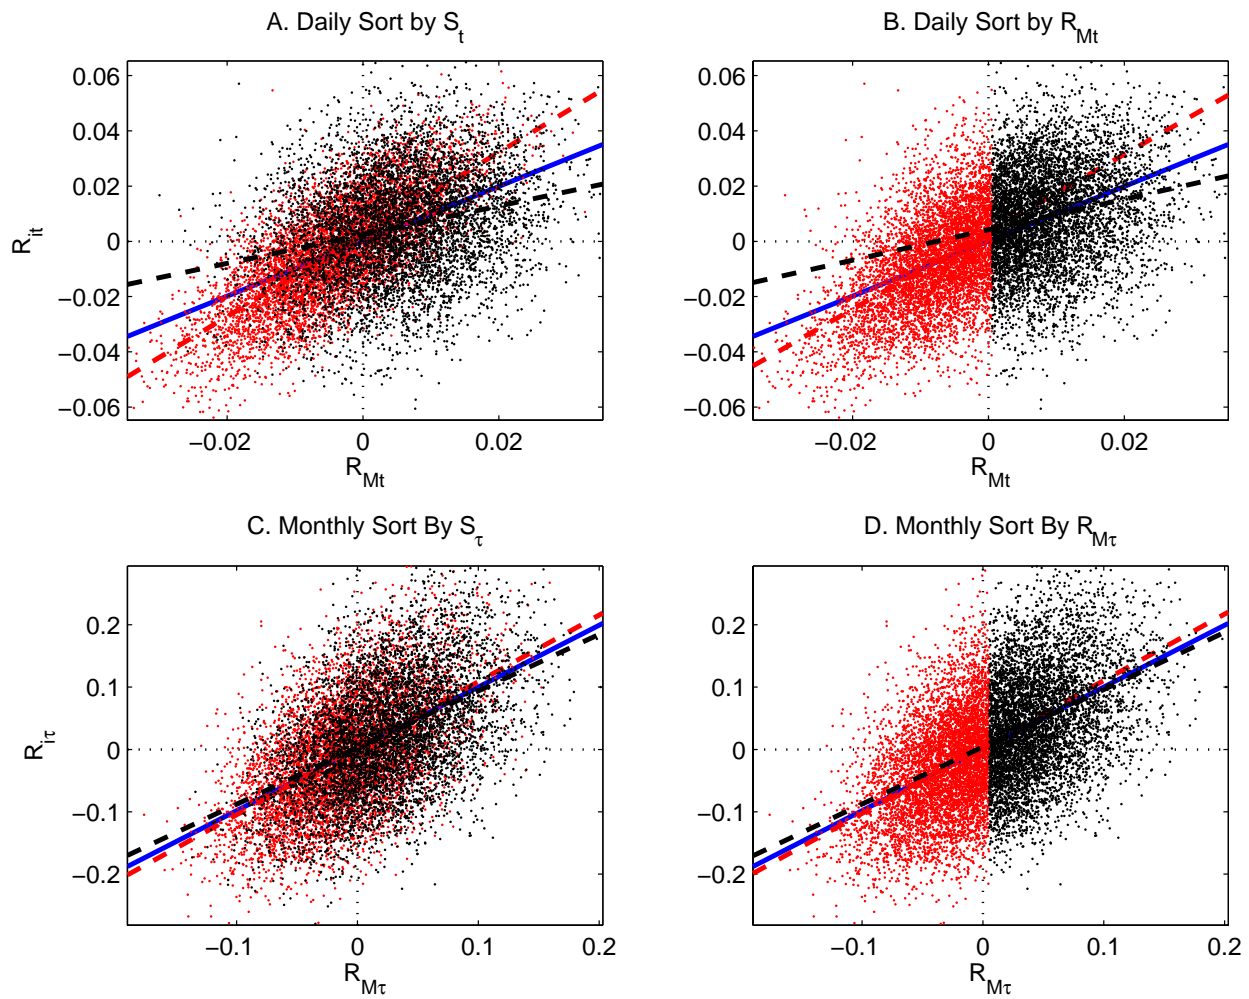 A. Daily Sort by S_t
0.06
0.04
0.02
0
−0.02
−0.04
−0.06
R_it
−0.02 0 0.02
R_Mt
B. Daily Sort by R_Mt
0.06
0.04
0.02
0
−0.02
−0.04
−0.06
−0.02 0 0.02
R_Mt
C. Monthly Sort By S_τ
0.2
0.1
0
−0.1
−0.2
R_iτ
−0.1 0 0.1 0.2
R_Mτ
D. Monthly Sort By R_Mτ
0.2
0.1
0
−0.1
−0.2
−0.1 0 0.1 0.2
R_Mτ